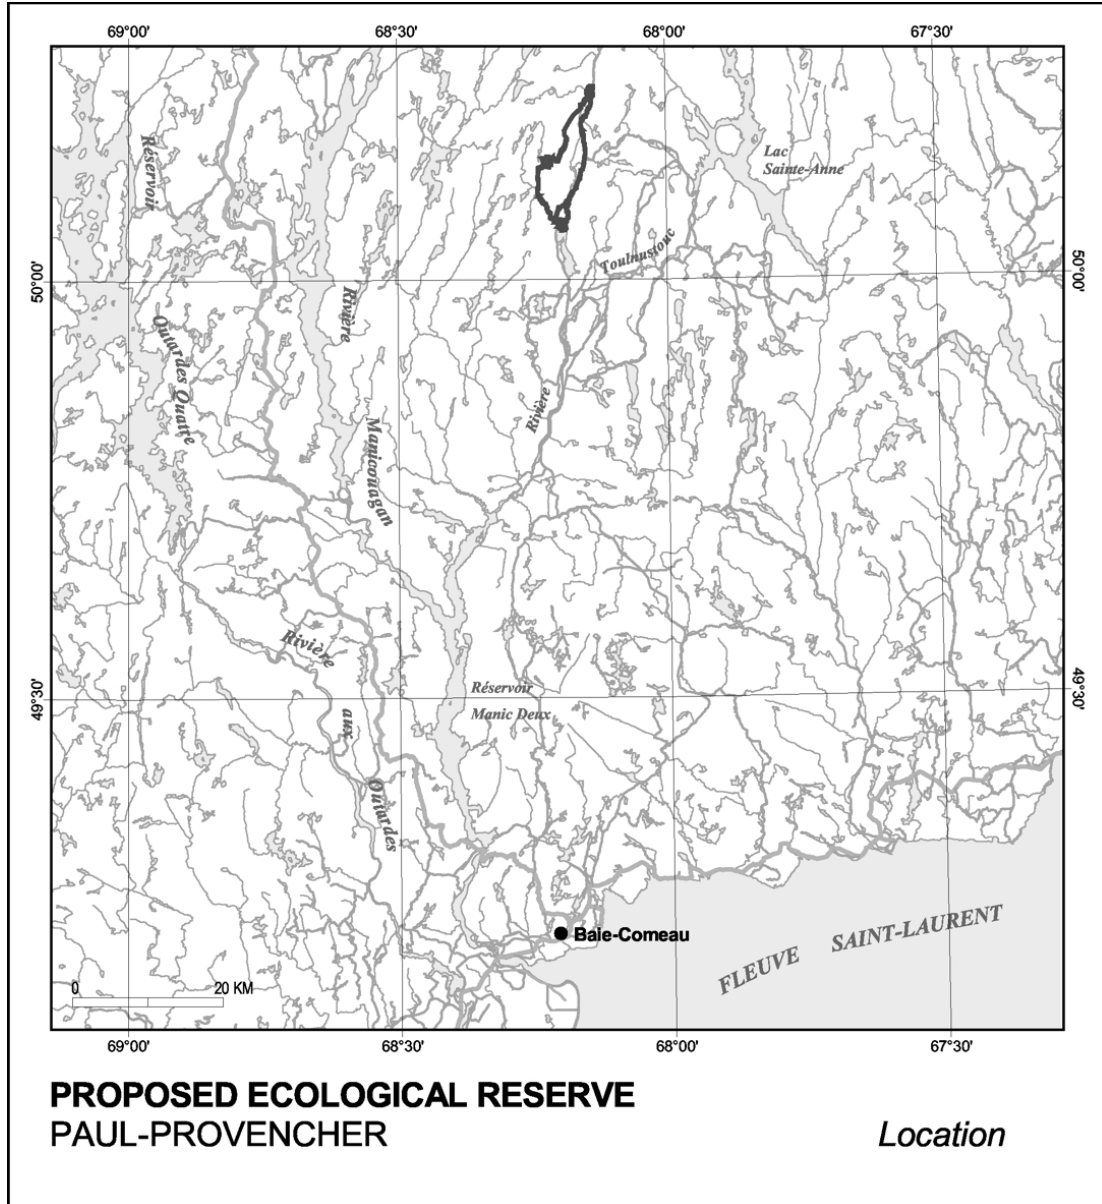 69°00'
68°30'
68°00'
67°30'
Réservoir
Lac
Sainte-Anne
Toulnustouc
50°00'
50°00'
Rivière
Outardes Quatre
Rivière
Manicouagan
Rivière
Réservoir
Manic Deux
49°30'
49°30'
aux
Outardes
Baie-Comeau
FLEUVE SAINT-LAURENT
0 20 KM
69°00'
68°30'
68°00'
67°30'
PROPOSED ECOLOGICAL RESERVE
PAUL-PROVENCHER
Location